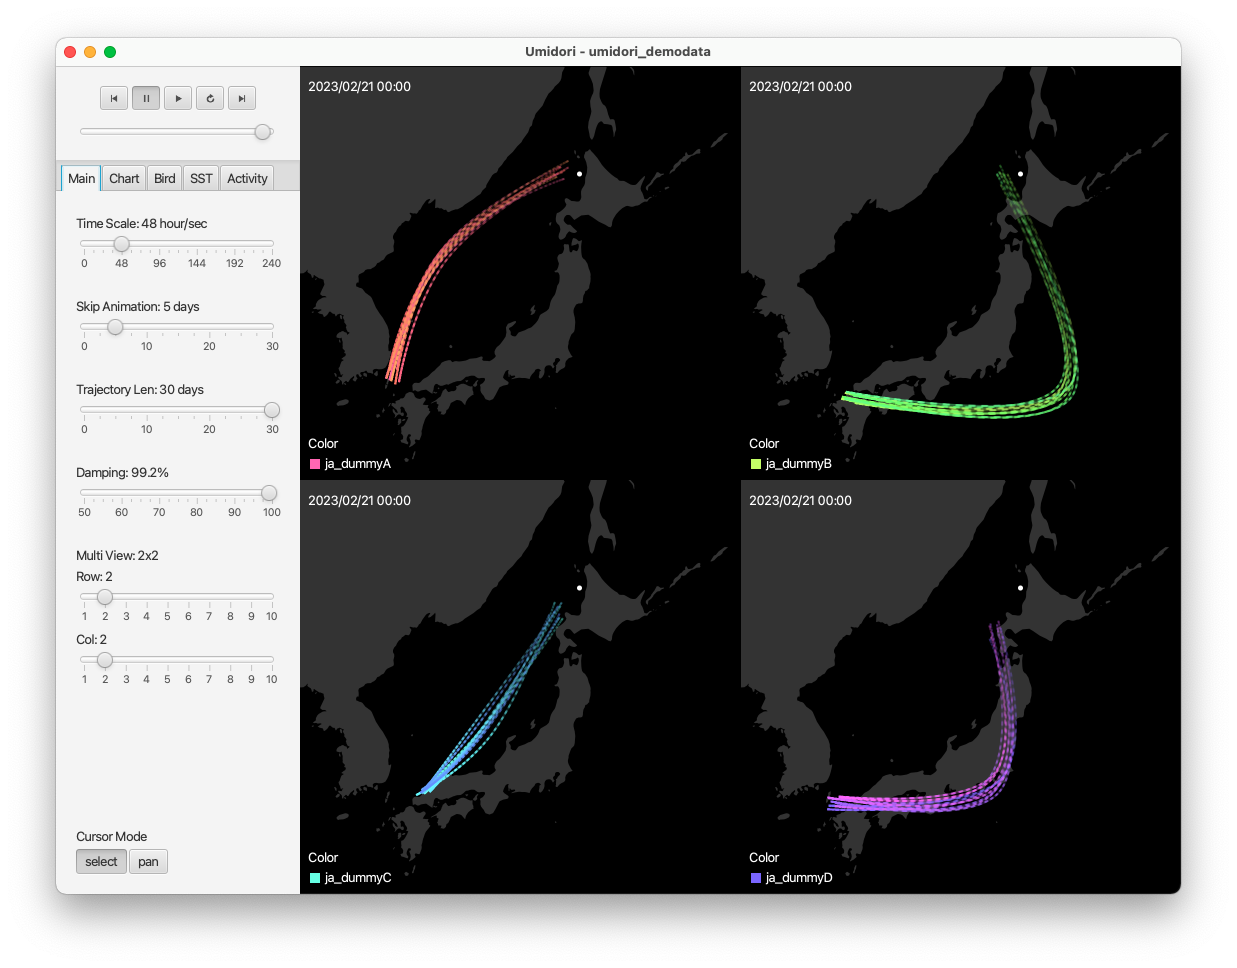 Umidori - umidori_demodata
Main Chart Bird SST Activity
Time Scale: 48 hour/sec
0 48 96 144 192 240
Skip Animation: 5 days
0 10 20 30
Trajectory Len: 30 days
0 10 20 30
Damping: 99.2%
50 60 70 80 90 100
Multi View: 2x2
Row: 2
1 2 3 4 5 6 7 8 9 10
Col: 2
1 2 3 4 5 6 7 8 9 10
Cursor Mode
select pan
2023/02/21 00:00
Color
ja_dummyA
2023/02/21 00:00
Color
ja_dummyB
2023/02/21 00:00
Color
ja_dummyC
2023/02/21 00:00
Color
ja_dummyD